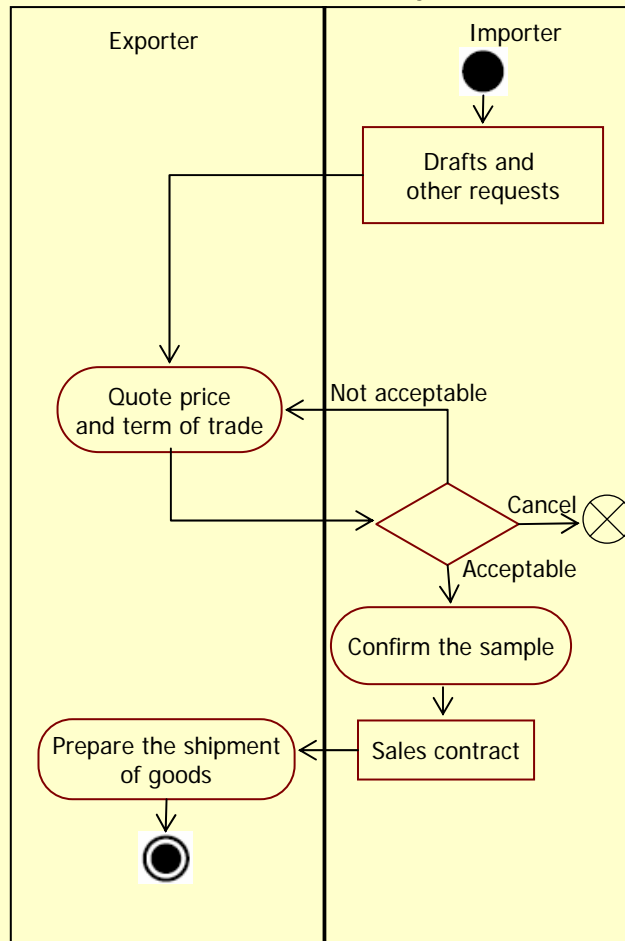 Exporter
Importer
Drafts and
other requests
Quote price
and term of trade
Not acceptable
Cancel
Acceptable
Confirm the sample
Prepare the shipment
of goods
Sales contract